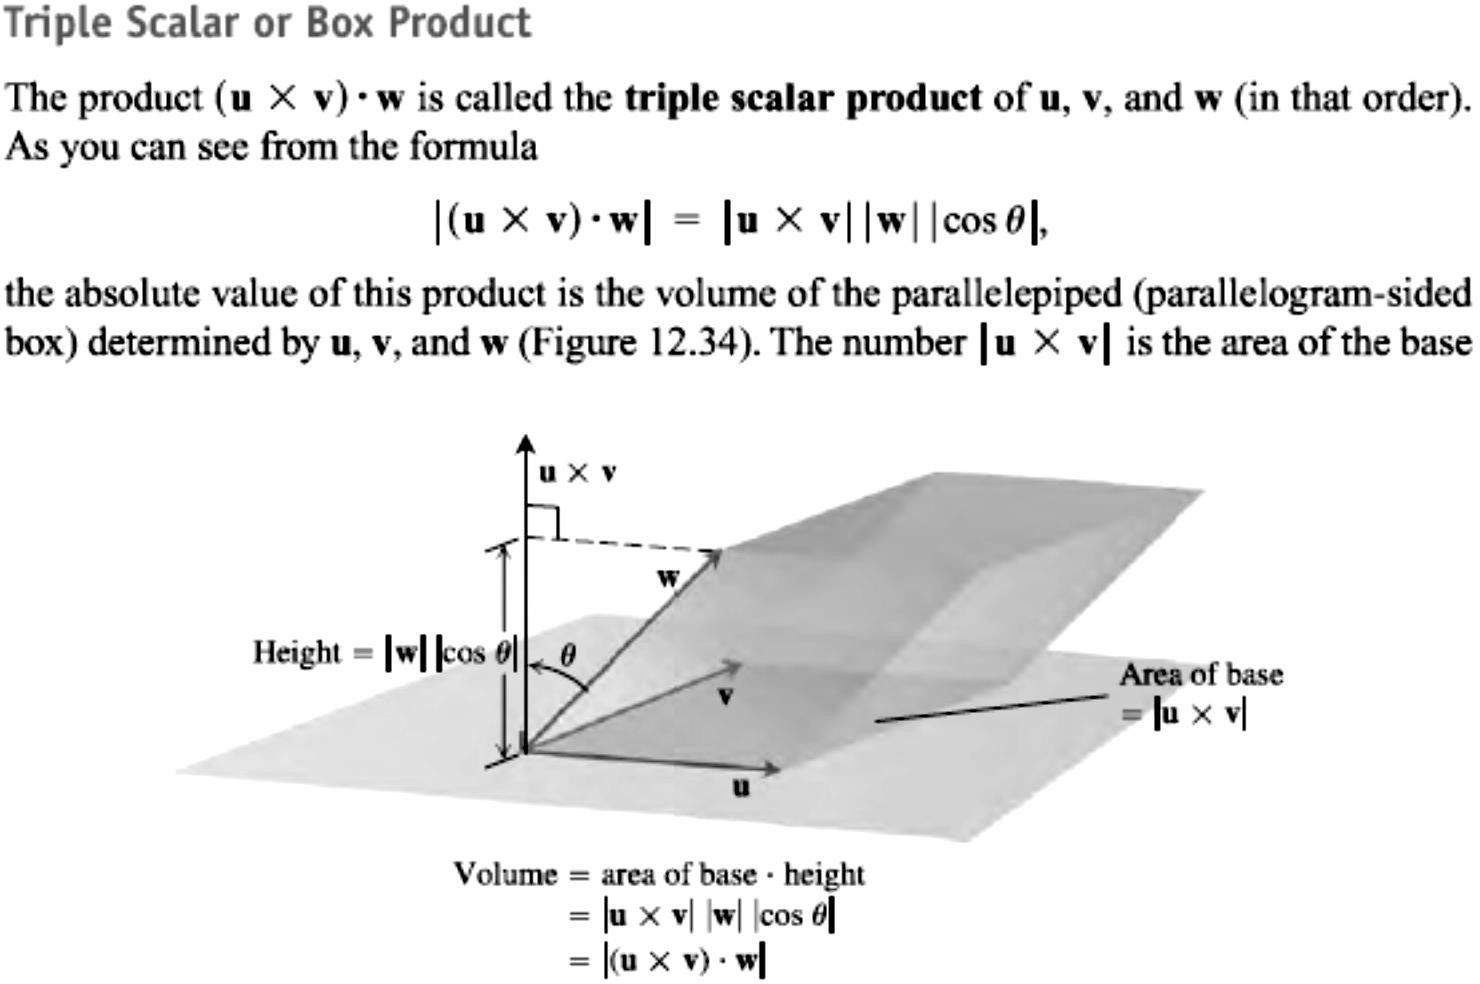 Triple Scalar or Box Product
The product (u × v) · w is called the triple scalar product of u, v, and w (in that order).
As you can see from the formula
|(u × v) · w| = |u × v||w||cos θ|,
the absolute value of this product is the volume of the parallelepiped (parallelogram-sided
box) determined by u, v, and w (Figure 12.34). The number |u × v| is the area of the base
u × v
w
Height = |w||cos θ|
θ
v
Area of base
= |u × v|
u
Volume = area of base · height
= |u × v| |w| |cos θ|
= |(u × v) · w|